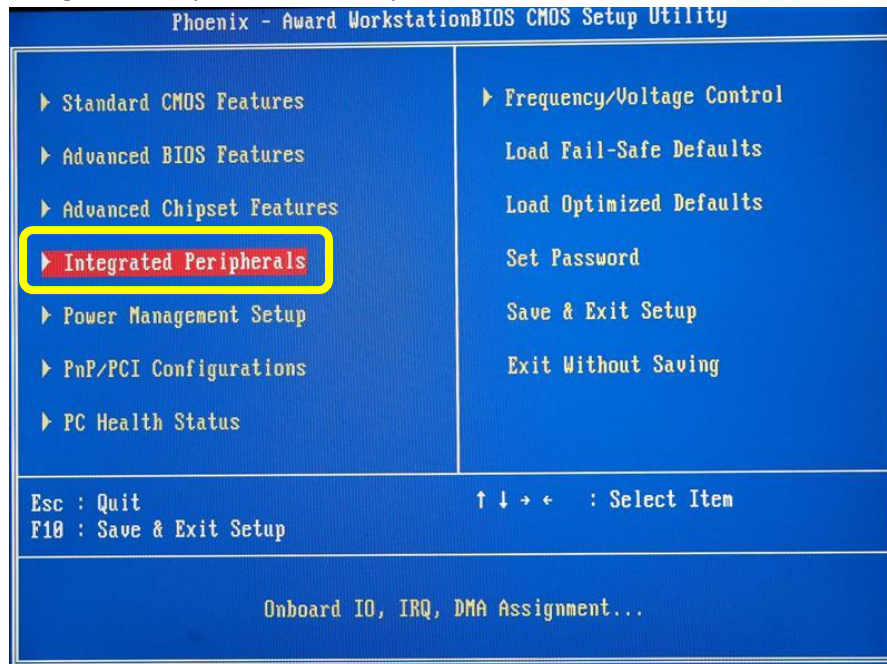 Phoenix - Award WorkstationBIOS CMOS Setup Utility
▶ Standard CMOS Features
▶ Advanced BIOS Features
▶ Advanced Chipset Features
▶ Integrated Peripherals
▶ Power Management Setup
▶ PnP/PCI Configurations
▶ PC Health Status
▶ Frequency/Voltage Control
Load Fail-Safe Defaults
Load Optimized Defaults
Set Password
Save & Exit Setup
Exit Without Saving
Esc : Quit
F10 : Save & Exit Setup
↑ ↓ → ← : Select Item
Onboard IO, IRQ, DMA Assignment...